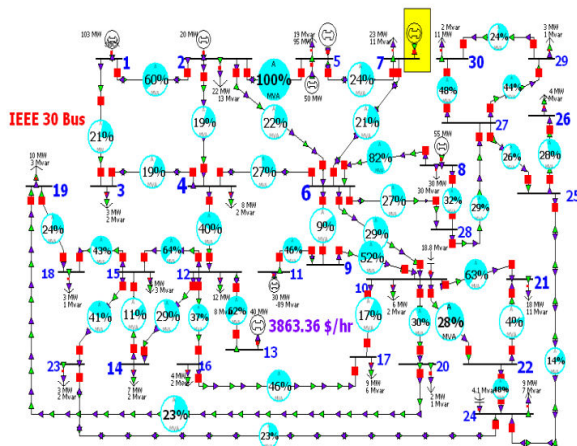 103 MW
20 MW
19 Mvar
95 MW
23 MW
11 Mvar
22 MW
11 Mvar
3 MW
1 Mvar
1
2
5
7
30
24%
29
60%
A
100%
MVA
24%
58 MW
22 MW
13 Mvar
48%
44%
4 MW
2 Mvar
IEEE 30 Bus
21%
19%
22%
21%
27
26
55 MW
82%
26%
28%
10 MW
3 Mvar
19%
27%
8
25
19
3
4
6
27%
30 MW
30 Mvar
32%
29%
3 MW
2 Mvar
8 MW
2 Mvar
28
24%
40%
9%
29%
18.8 Mvar
43%
64%
46%
52%
63%
18
15
12
11
9
10
21
3 MW
1 Mvar
12 MW
8 Mvar
30 MW
-89 Mvar
6 MW
2 Mvar
18 MW
11 Mvar
41%
11%
29%
37%
62%
40 MW
3863.36 $/hr
17%
30%
A
28%
MVA
4%
23
14
16
13
17
20
22
14%
3 MW
2 Mvar
7 MW
2 Mvar
4 MW
2 Mvar
46%
9 MW
6 Mvar
2 MW
1 Mvar
4.1 Mvar
48%
9 MW
7 Mvar
24
23%
23%